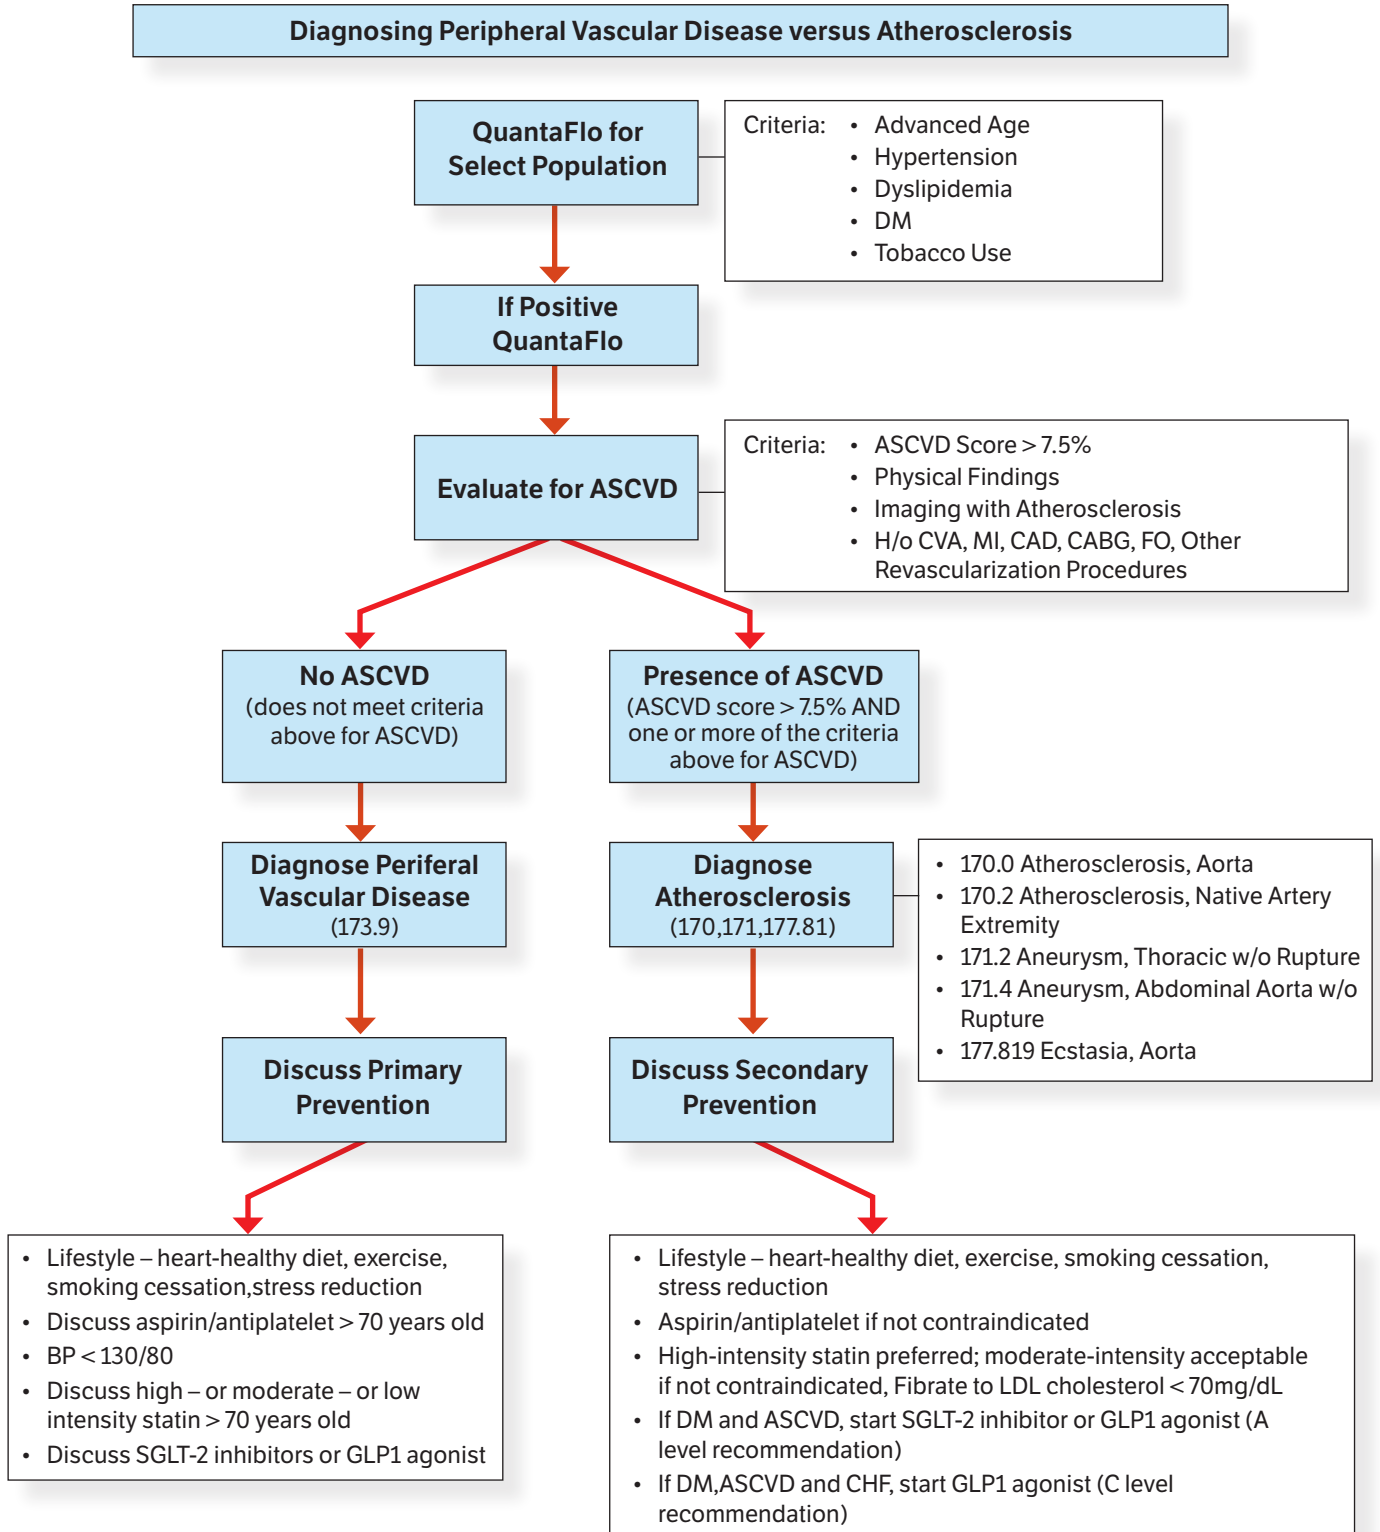 Diagnosing Peripheral Vascular Disease versus Atherosclerosis
QuantaFlo for
Select Population
Criteria:
• Advanced Age
• Hypertension
• Dyslipidemia
• DM
• Tobacco Use
If Positive
QuantaFlo
Evaluate for ASCVD
Criteria:
• ASCVD Score > 7.5%
• Physical Findings
• Imaging with Atherosclerosis
• H/o CVA, MI, CAD, CABG, FO, Other
Revascularization Procedures
No ASCVD
(does not meet criteria
above for ASCVD)
Presence of ASCVD
(ASCVD score > 7.5% AND
one or more of the criteria
above for ASCVD)
Diagnose Periferal
Vascular Disease
(173.9)
Diagnose
Atherosclerosis
(170,171,177.81)
• 170.0 Atherosclerosis, Aorta
• 170.2 Atherosclerosis, Native Artery
Extremity
• 171.2 Aneurysm, Thoracic w/o Rupture
• 171.4 Aneurysm, Abdominal Aorta w/o
Rupture
• 177.819 Ecstasia, Aorta
Discuss Primary
Prevention
Discuss Secondary
Prevention
• Lifestyle – heart-healthy diet, exercise,
smoking cessation,stress reduction
• Discuss aspirin/antiplatelet > 70 years old
• BP < 130/80
• Discuss high – or moderate – or low
intensity statin > 70 years old
• Discuss SGLT-2 inhibitors or GLP1 agonist
• Lifestyle – heart-healthy diet, exercise, smoking cessation,
stress reduction
• Aspirin/antiplatelet if not contraindicated
• High-intensity statin preferred; moderate-intensity acceptable
if not contraindicated, Fibrate to LDL cholesterol < 70mg/dL
• If DM and ASCVD, start SGLT-2 inhibitor or GLP1 agonist (A
level recommendation)
• If DM,ASCVD and CHF, start GLP1 agonist (C level
recommendation)